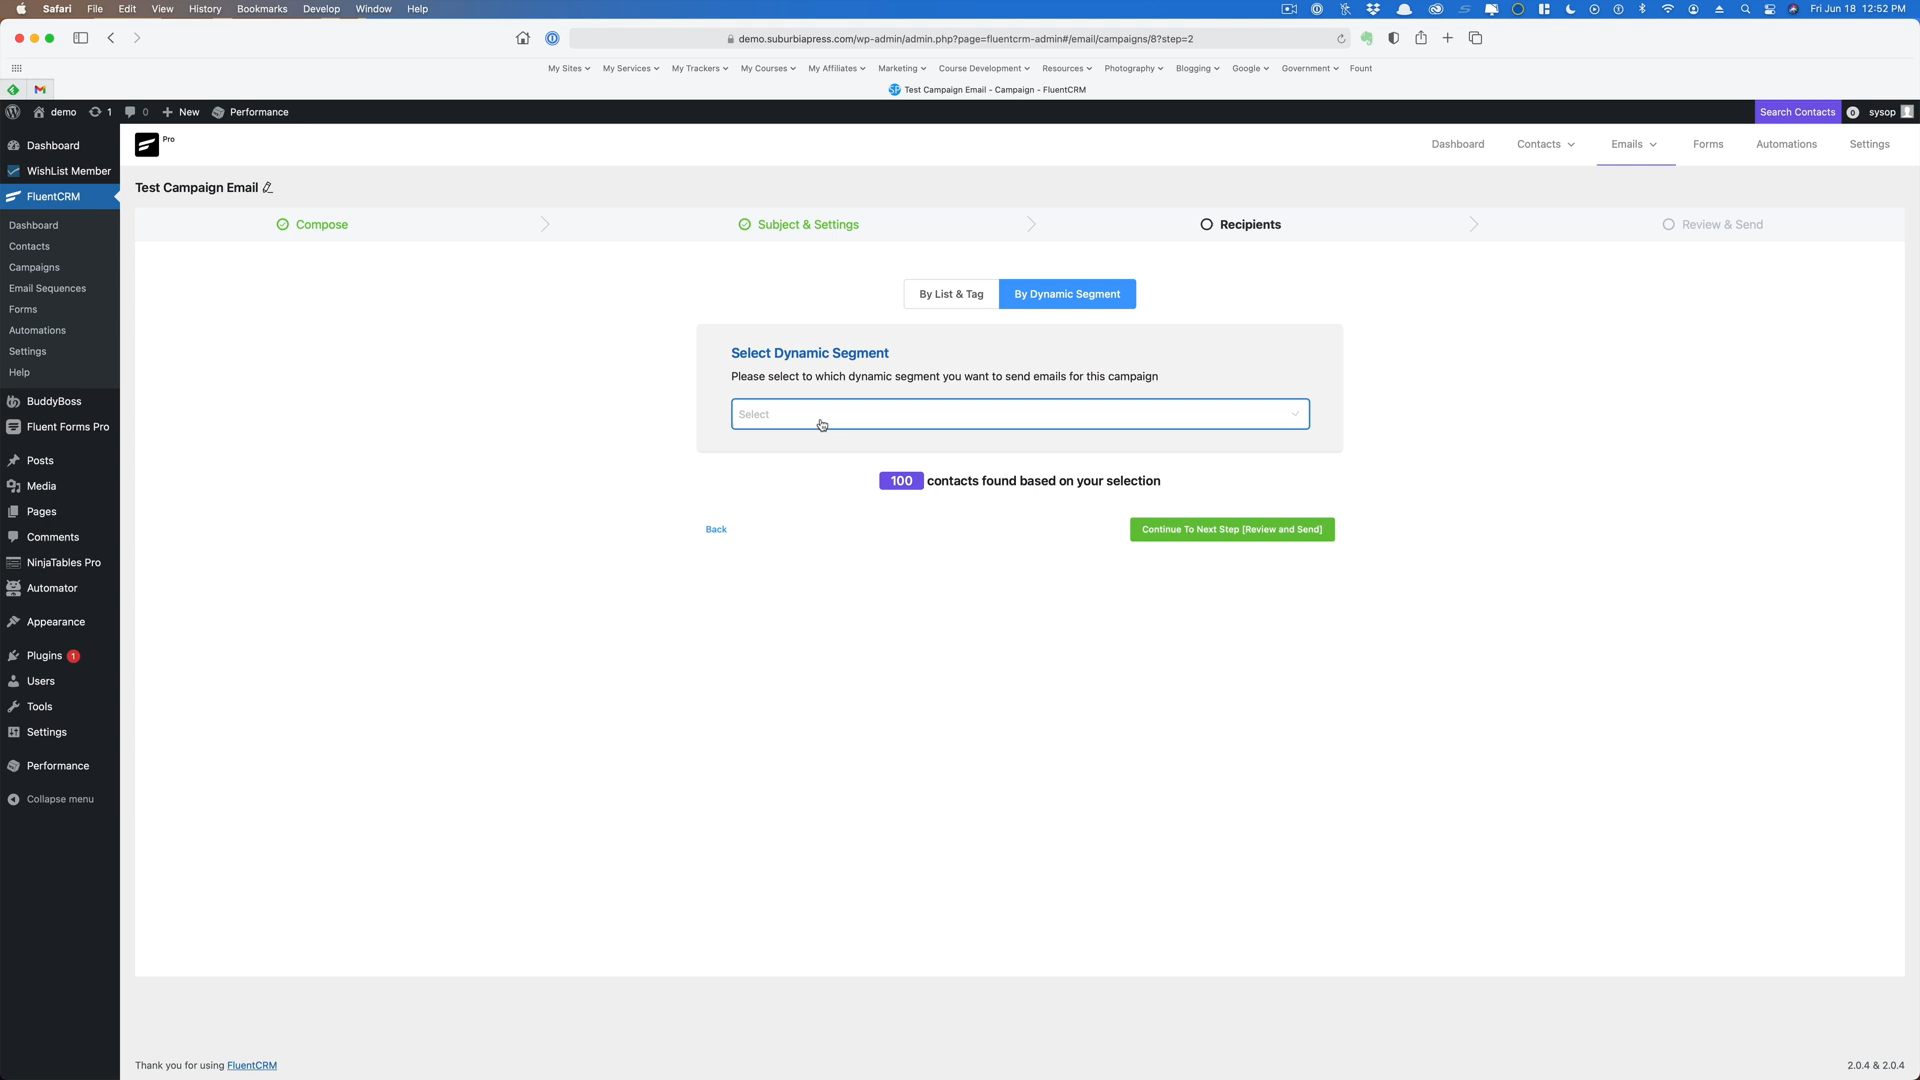 Safari File Edit View History Bookmarks Develop Window Help Fri Jun 18 12:52 PM
demo.suburbiapress.com/wp-admin/admin.php?page=fluentcrm-admin#/email/campaigns/8?step=2
My Sites My Services My Trackers My Courses My Affiliates Marketing Course Development Resources Photography Blogging Google Government Fount
Test Campaign Email - Campaign - FluentCRM
demo 1 0 New Performance Search Contacts 0 sysop
Dashboard
WishList Member
FluentCRM
Dashboard
Contacts
Campaigns
Email Sequences
Forms
Automations
Settings
Help
BuddyBoss
Fluent Forms Pro
Posts
Media
Pages
Comments
NinjaTables Pro
Automator
Appearance
Plugins 1
Users
Tools
Settings
Performance
Collapse menu
Pro
Dashboard Contacts Emails Forms Automations Settings
Test Campaign Email
Compose Subject & Settings Recipients Review & Send
By List & Tag By Dynamic Segment
Select Dynamic Segment
Please select to which dynamic segment you want to send emails for this campaign
Select
100 contacts found based on your selection
Back Continue To Next Step [Review and Send]
Thank you for using FluentCRM 2.0.4 & 2.0.4